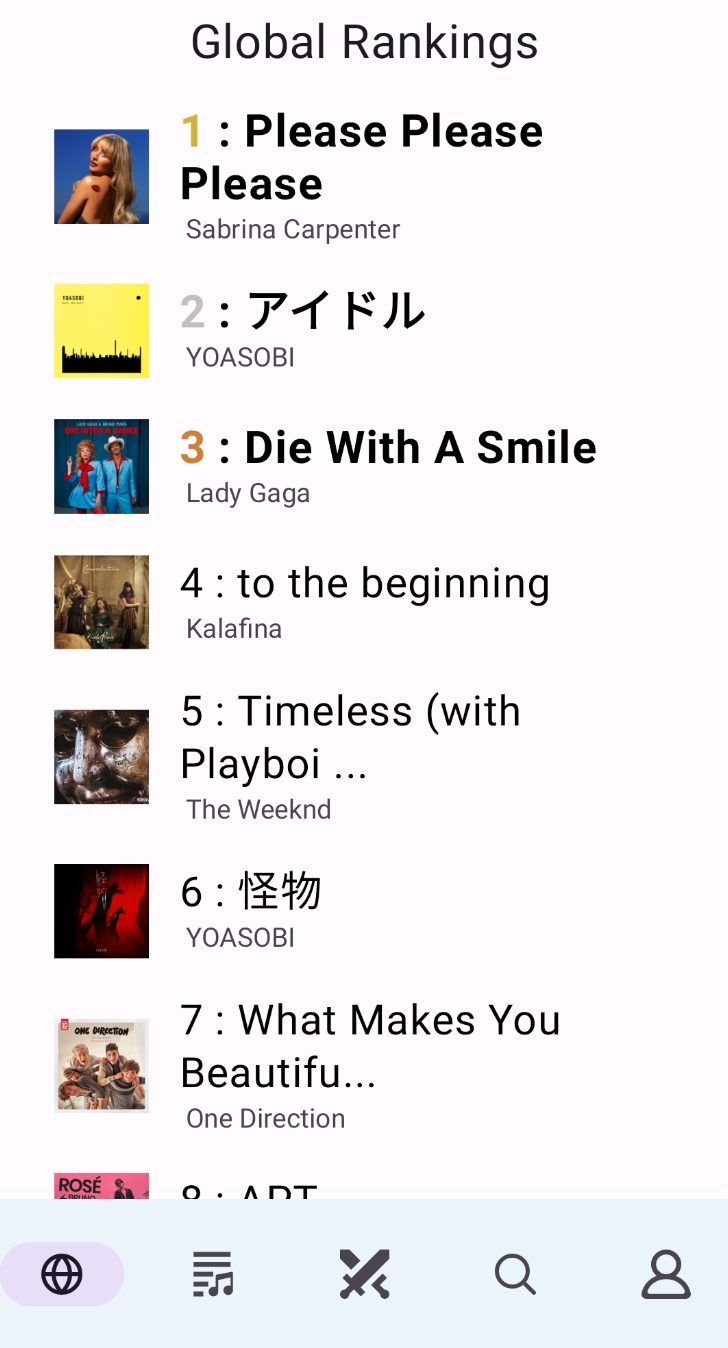 Global Rankings
1 : Please Please
Please
Sabrina Carpenter
YOASOBI
2 : アイドル
YOASOBI
LADY GAGA & BRUNO MARS
DIE WITH A SMILE
3 : Die With A Smile
Lady Gaga
4 : to the beginning
Kalafina
Kalafina
5 : Timeless (with
Playboi ...
The Weeknd
6 : 怪物
YOASOBI
ONE DIRECTION
7 : What Makes You
Beautifu...
One Direction
ROSÉ
& BRUNO
8 : APT